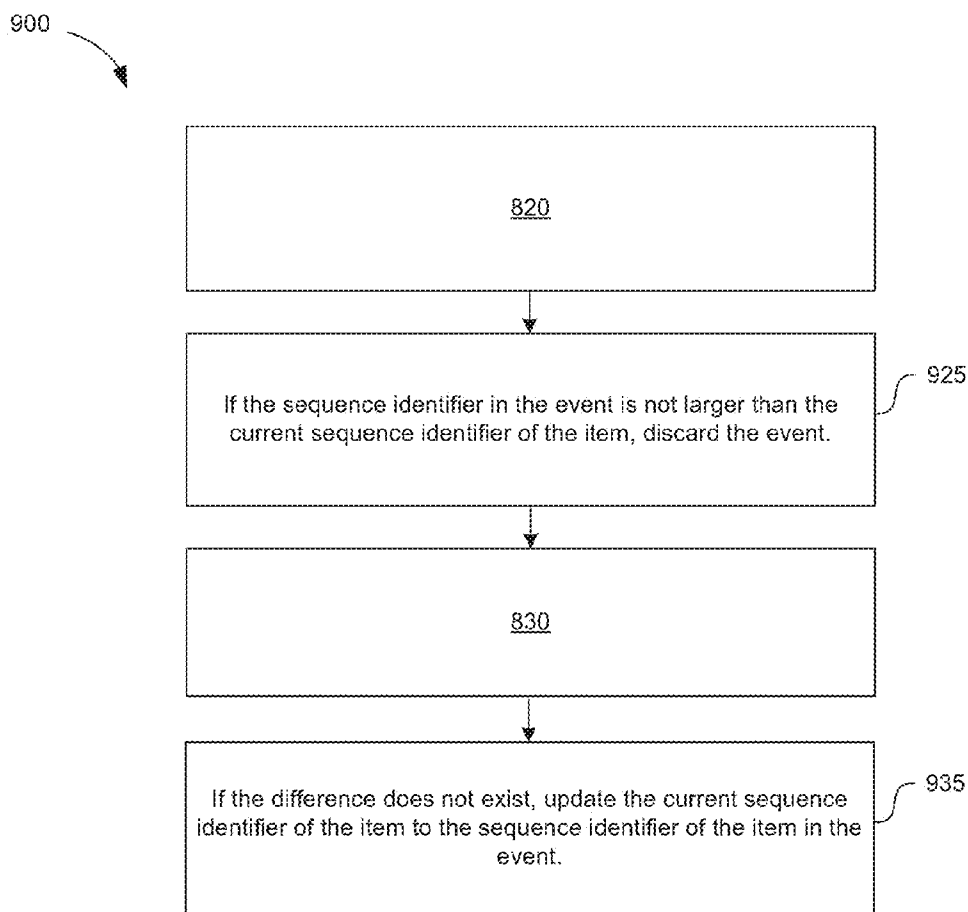 900
820
If the sequence identifier in the event is not larger than the
current sequence identifier of the item, discard the event.
925
830
If the difference does not exist, update the current sequence
identifier of the item to the sequence identifier of the item in the
event.
935